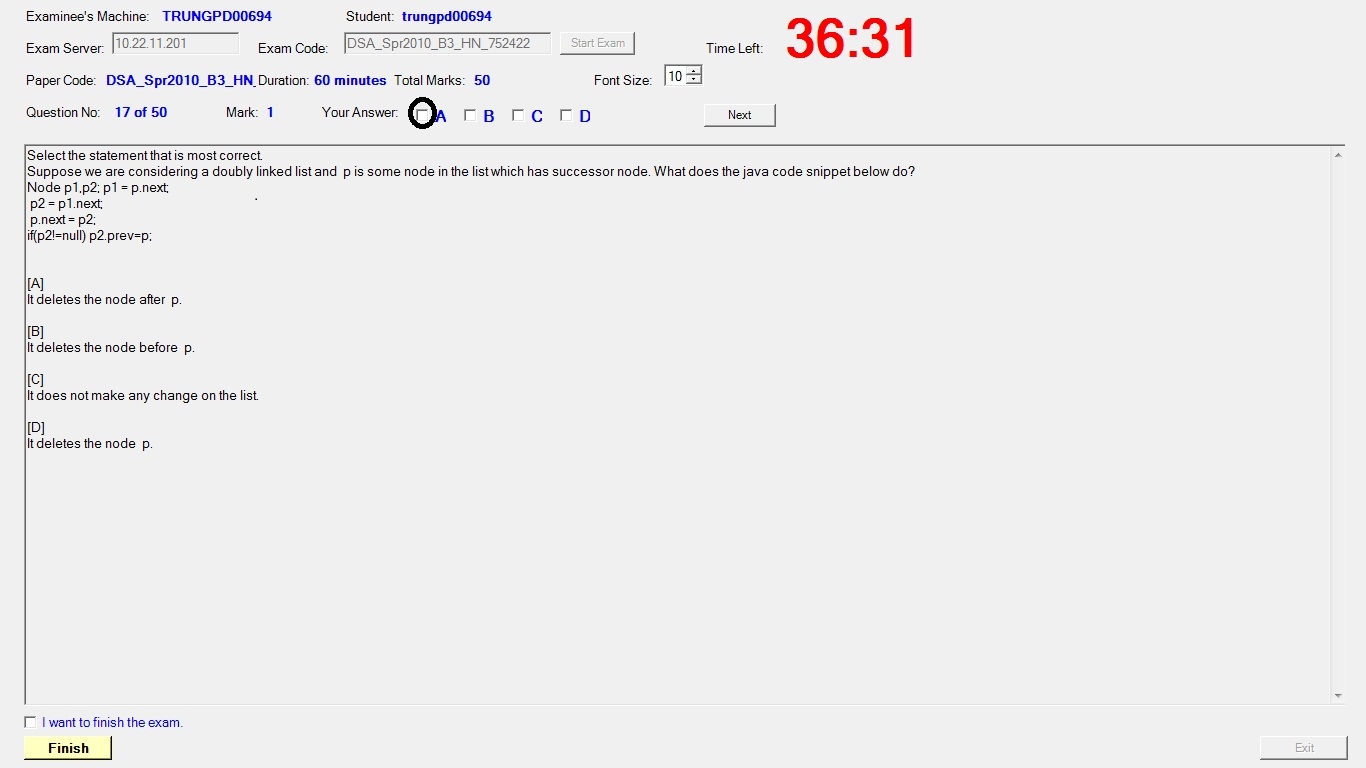 Examinee's Machine: TRUNGPD00694 Student: trungpd00694
Exam Server: 10.22.11.201 Exam Code: DSA_Spr2010_B3_HN_752422 Start Exam Time Left: 36:31
Paper Code: DSA_Spr2010_B3_HN_ Duration: 60 minutes Total Marks: 50 Font Size: 10
Question No: 17 of 50 Mark: 1 Your Answer: A B C D Next
Select the statement that is most correct.
Suppose we are considering a doubly linked list and p is some node in the list which has successor node. What does the java code snippet below do?
Node p1,p2; p1 = p.next;
p2 = p1.next;
p.next = p2;
if(p2!=null) p2.prev=p;
[A]
It deletes the node after p.
[B]
It deletes the node before p.
[C]
It does not make any change on the list.
[D]
It deletes the node p.
I want to finish the exam.
Finish Exit